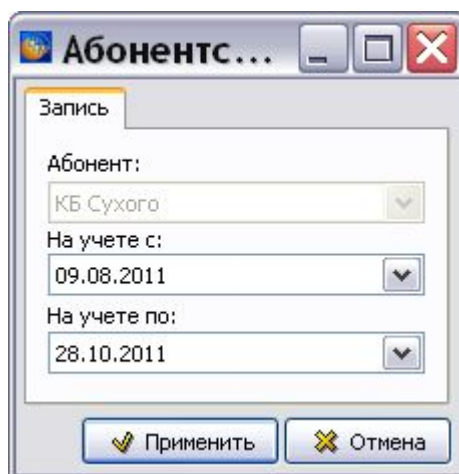 Абонентс...
Запись
Абонент:
КБ Сухого
На учете с:
09.08.2011
На учете по:
28.10.2011
Применить
Отмена